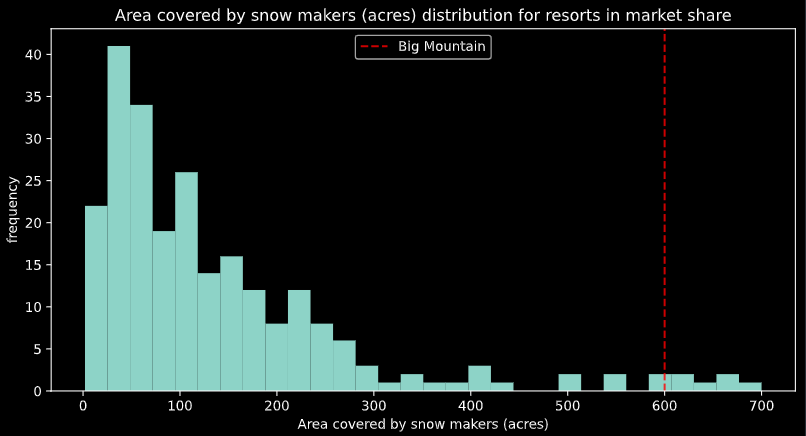 Area covered by snow makers (acres) distribution for resorts in market share
Big Mountain
frequency
40
35
30
25
20
15
10
5
0
0 100 200 300 400 500 600 700
Area covered by snow makers (acres)